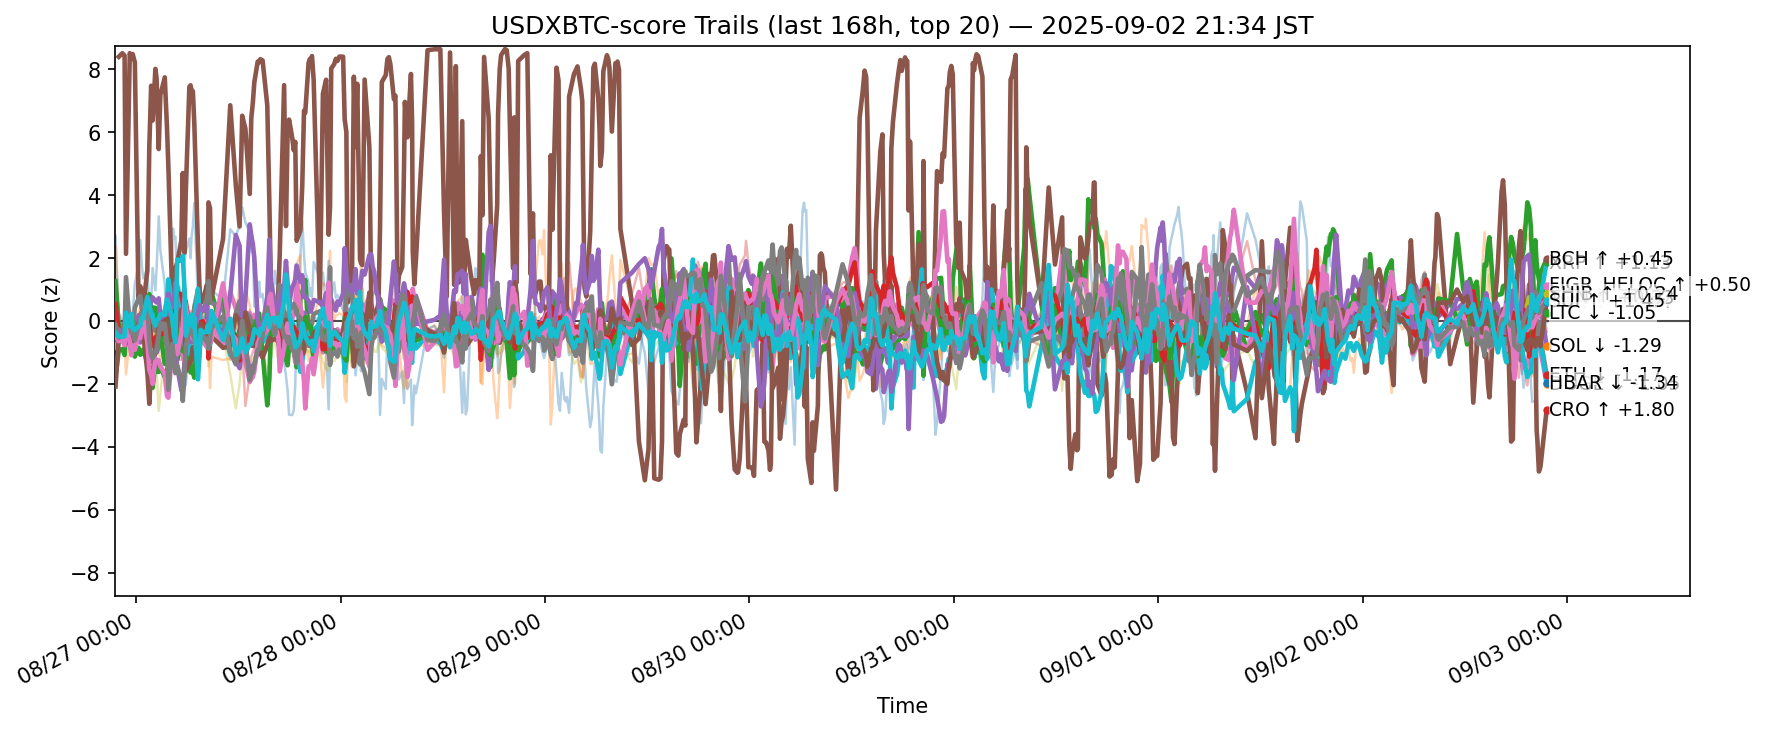 USDXBTC-score Trails (last 168h, top 20) — 2025-09-02 21:34 JST
Score (z)
8
6
4
2
0
−2
−4
−6
−8
BCH ↑ +0.45
FIGR_HELOC ↑ +0.50
LTC ↓ -1.05
SOL ↓ -1.29
ETH ↓ -1.17
HBAR ↓ -1.34
CRO ↑ +1.80
08/27 00:00
08/28 00:00
08/29 00:00
08/30 00:00
08/31 00:00
09/01 00:00
09/02 00:00
09/03 00:00
Time